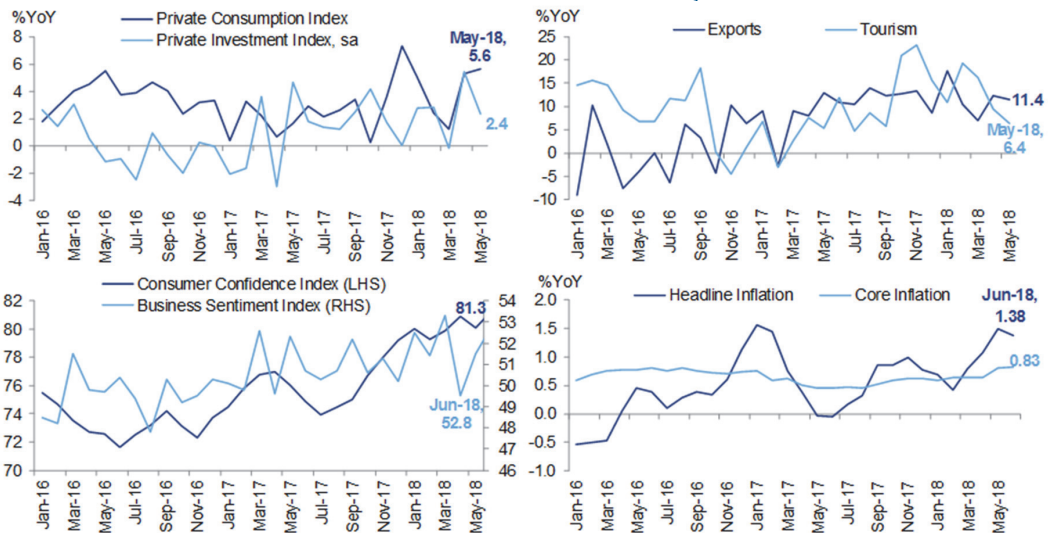 %YoY
Private Consumption Index
Private Investment Index, sa
8
6
4
2
0
-2
-4
May-18,
5.6
2.4
Jan-16
Mar-16
May-16
Jul-16
Sep-16
Nov-16
Jan-17
Mar-17
May-17
Jul-17
Sep-17
Nov-17
Jan-18
Mar-18
May-18
%YoY
Exports
Tourism
25
20
15
10
5
0
-5
-10
11.4
May-18,
6.4
Jan-16
Mar-16
May-16
Jul-16
Sep-16
Nov-16
Jan-17
Mar-17
May-17
Jul-17
Sep-17
Nov-17
Jan-18
Mar-18
May-18
Consumer Confidence Index (LHS)
Business Sentiment Index (RHS)
82
80
78
76
74
72
70
54
53
52
51
50
49
48
47
46
81.3
Jun-18,
52.8
Jan-16
Mar-16
May-16
Jul-16
Sep-16
Nov-16
Jan-17
Mar-17
May-17
Jul-17
Sep-17
Nov-17
Jan-18
Mar-18
May-18
%YoY
Headline Inflation
Core Inflation
2.0
1.5
1.0
0.5
0.0
-0.5
-1.0
Jun-18,
1.38
0.83
Jan-16
Mar-16
May-16
Jul-16
Sep-16
Nov-16
Jan-17
Mar-17
May-17
Jul-17
Sep-17
Nov-17
Jan-18
Mar-18
May-18